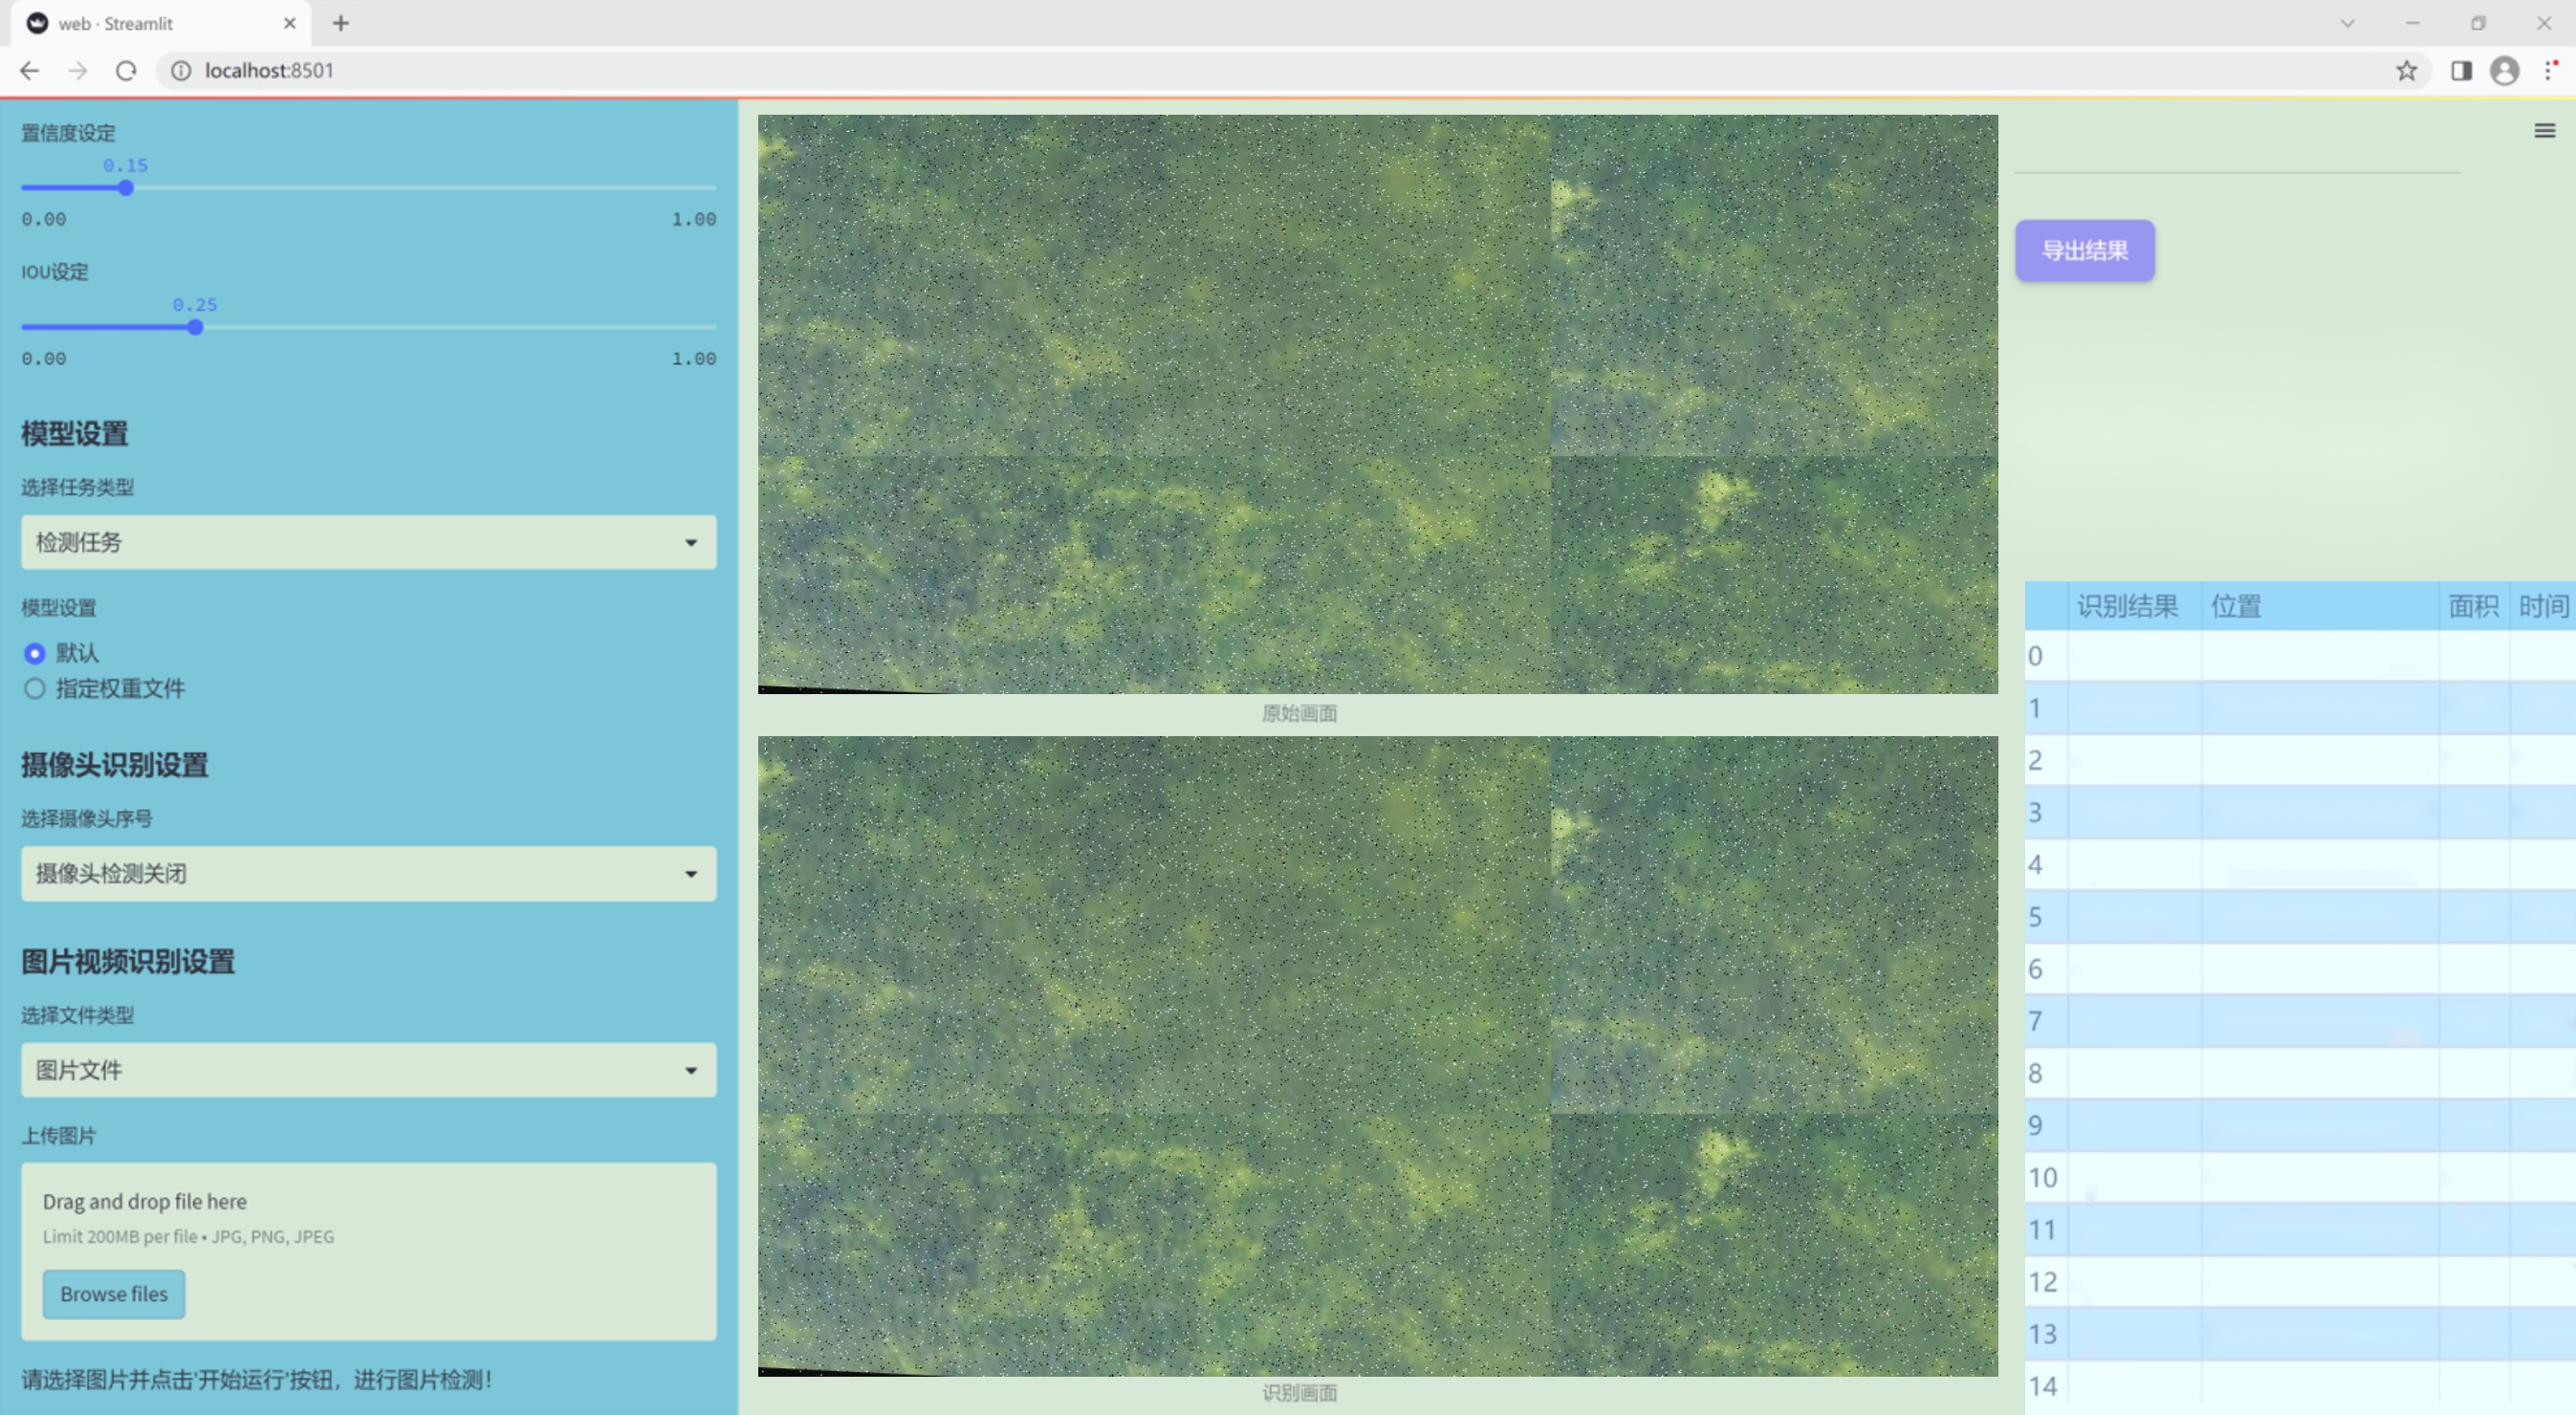 web · Streamlit
localhost:8501
置信度设定
0.15
0.00 1.00
IOU设定
0.25
0.00 1.00
模型设置
选择任务类型
检测任务
模型设置
默认
指定权重文件
摄像头识别设置
选择摄像头序号
摄像头检测关闭
图片视频识别设置
选择文件类型
图片文件
上传图片
Drag and drop file here
Limit 200MB per file • JPG, PNG, JPEG
Browse files
请选择图片并点击'开始运行'按钮，进行图片检测！
原始画面
识别画面
导出结果
识别结果 位置 面积 时间
0
1
2
3
4
5
6
7
8
9
10
11
12
13
14